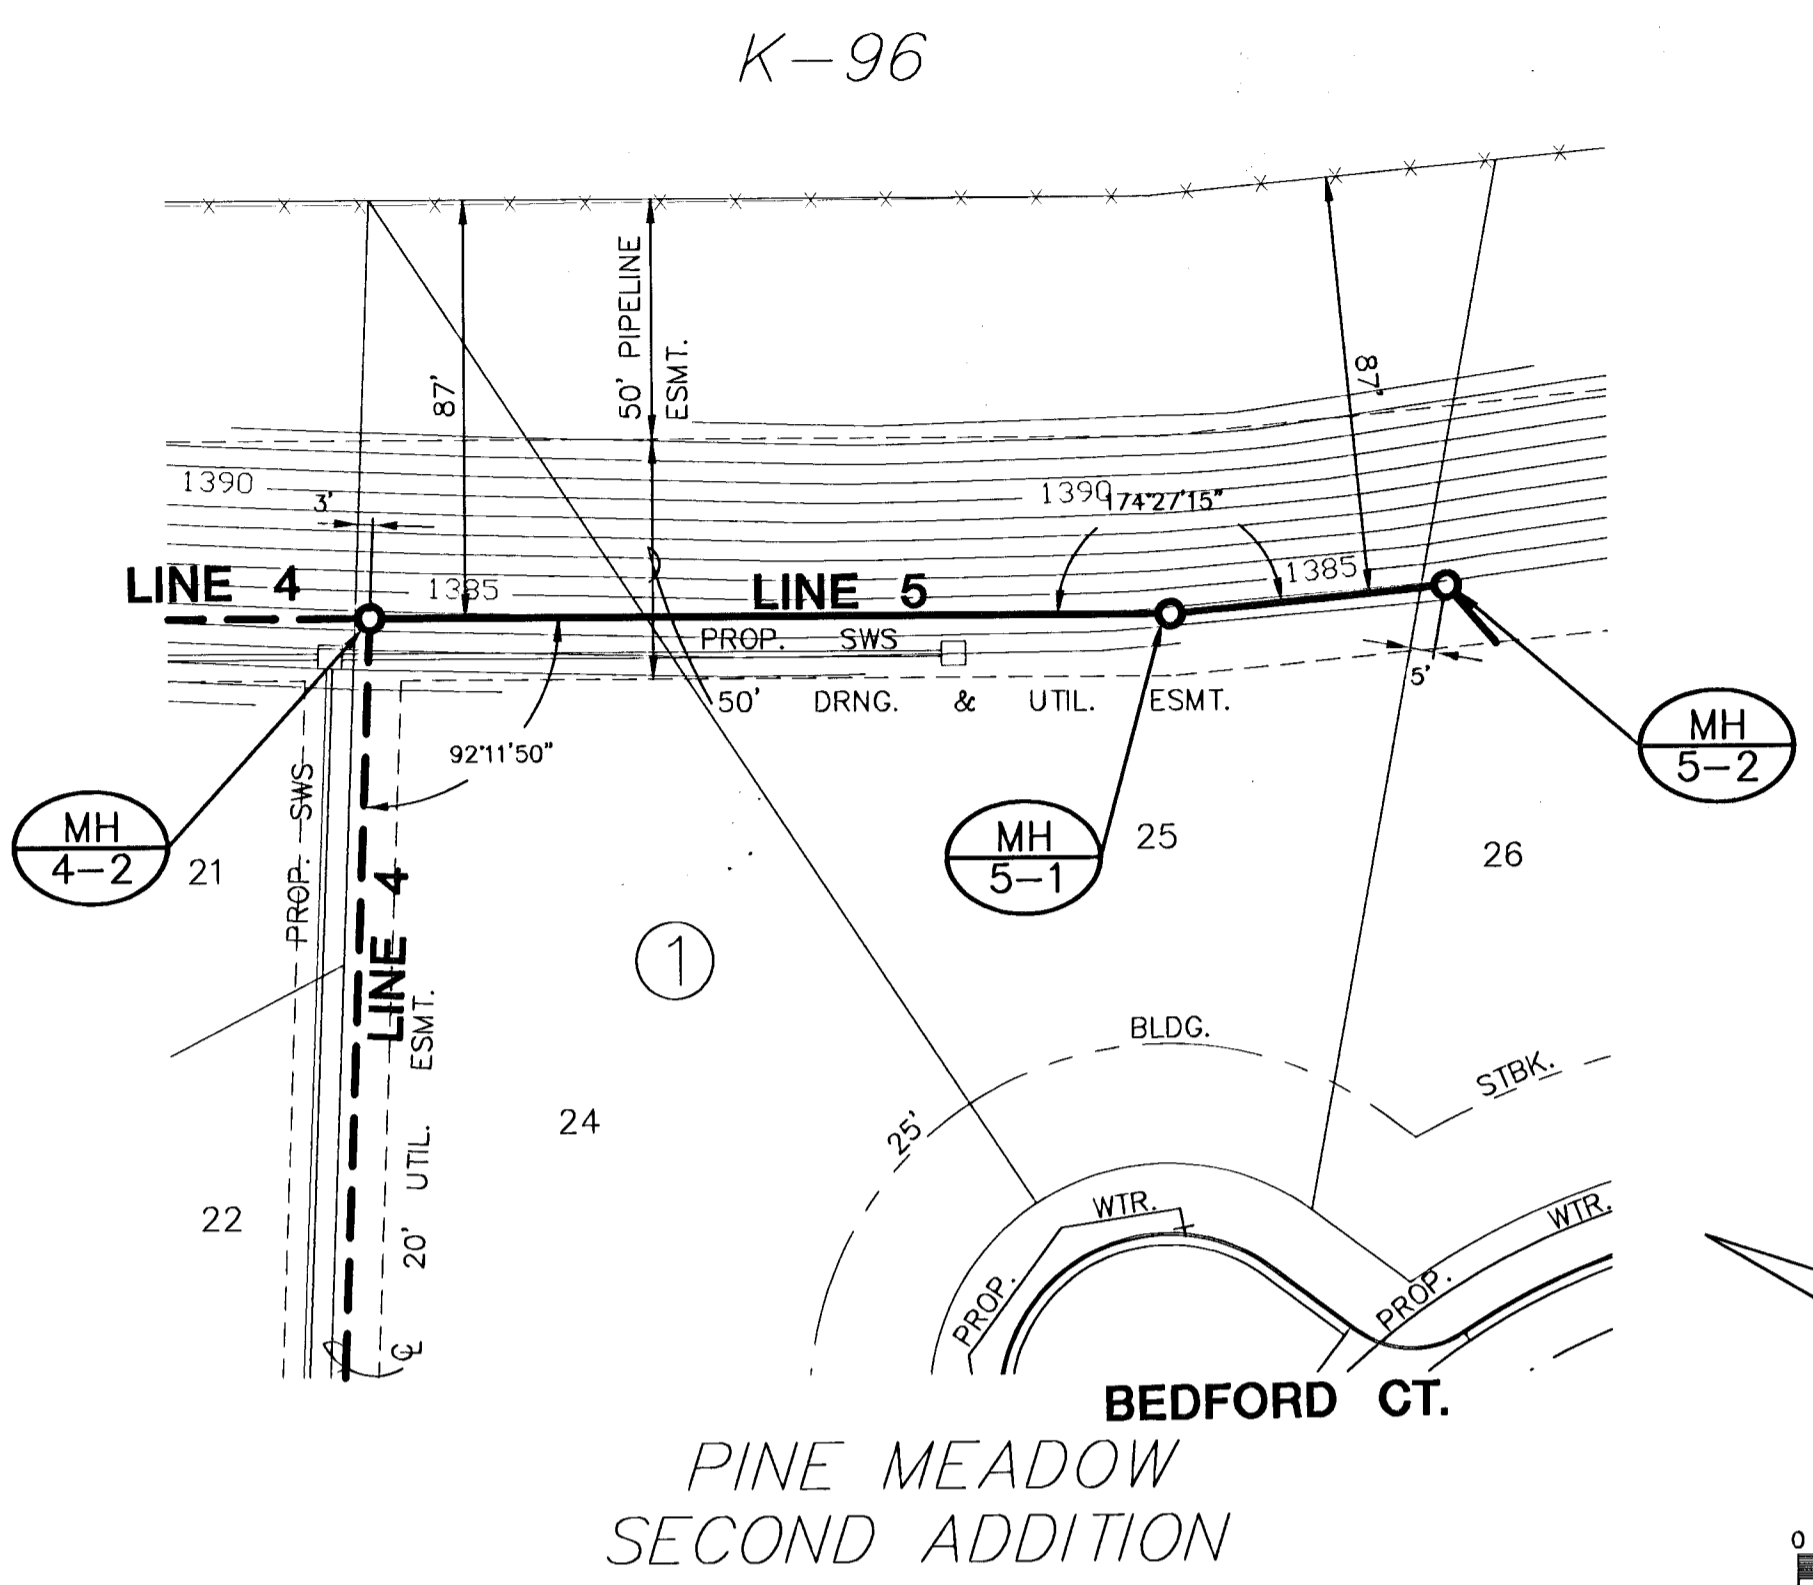 K-96
50' PIPELINE
ESMT.
87'
87'
1390
3'
1390
174°27'15"
LINE 4
1385
LINE 5
1385
PROP. SWS
50' DRNG. & UTIL. ESMT.
5'
92°11'50"
MH
5-2
MH
4-2
21
PROP. SWS
MH
5-1
25
26
LINE 4
1
20' UTIL. ESMT.
BLDG.
STBK.
25'
24
22
WTR.
PROP.
WTR.
PROP.
℄
BEDFORD CT.
PINE MEADOW
SECOND ADDITION
0